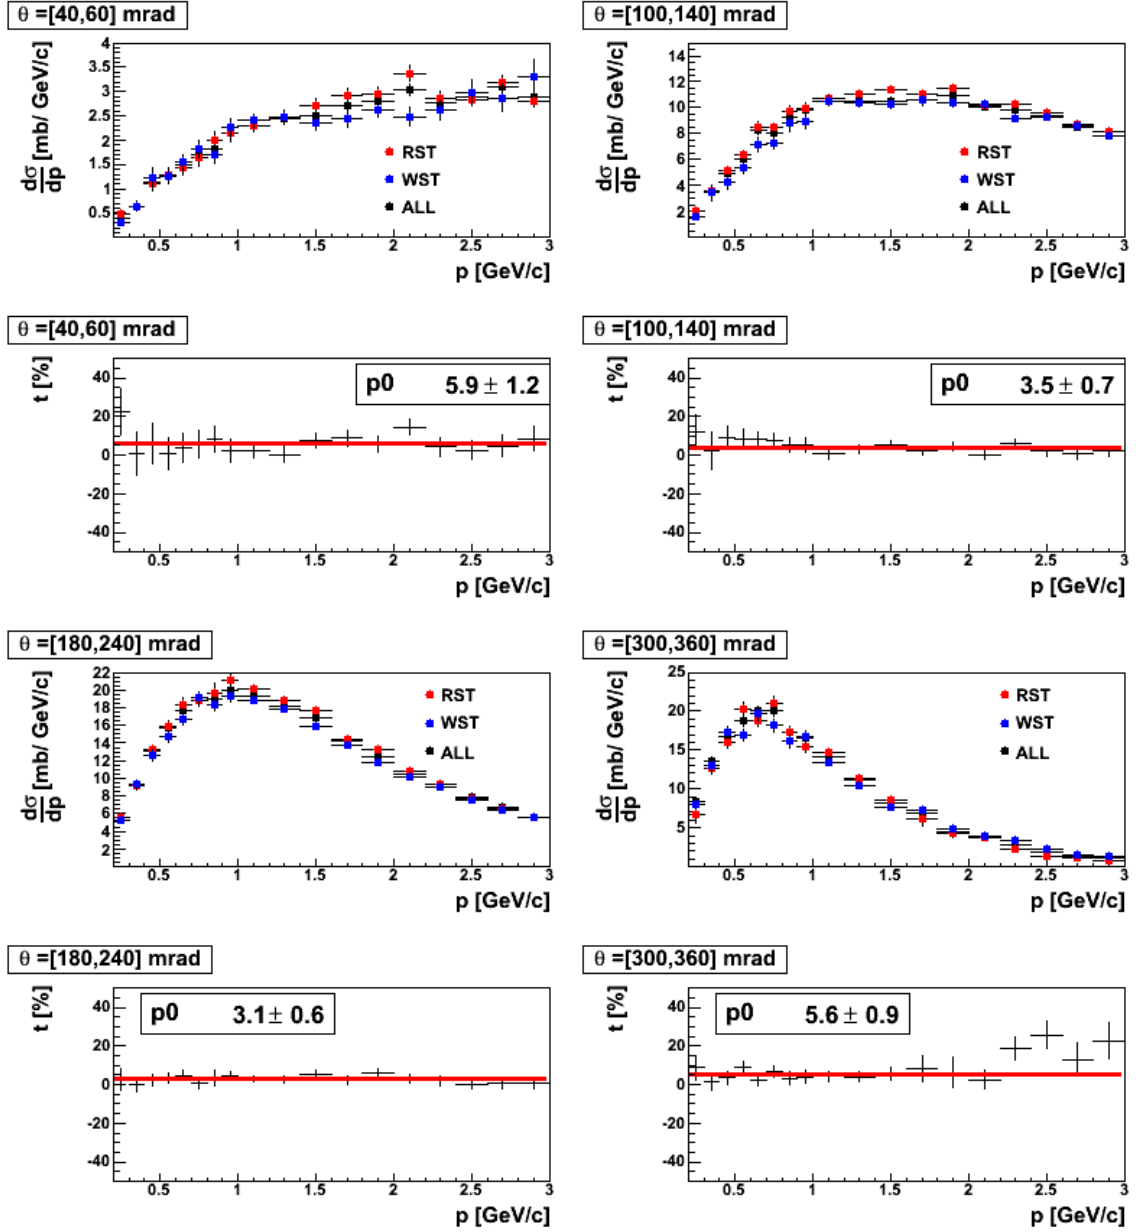 θ =[40,60] mrad
dσ/dp [mb/ GeV/c]
4
3.5
3
2.5
2
1.5
1
0.5
RST
WST
ALL
0.5 1 1.5 2 2.5 3
p [GeV/c]
θ =[100,140] mrad
dσ/dp [mb/ GeV/c]
14
12
10
8
6
4
2
RST
WST
ALL
0.5 1 1.5 2 2.5 3
p [GeV/c]
θ =[40,60] mrad
t [%]
p0 5.9 ± 1.2
40
20
0
-20
-40
0.5 1 1.5 2 2.5 3
p [GeV/c]
θ =[100,140] mrad
t [%]
p0 3.5 ± 0.7
40
20
0
-20
-40
0.5 1 1.5 2 2.5 3
p [GeV/c]
θ =[180,240] mrad
dσ/dp [mb/ GeV/c]
22
20
18
16
14
12
10
8
6
4
2
RST
WST
ALL
0.5 1 1.5 2 2.5 3
p [GeV/c]
θ =[300,360] mrad
dσ/dp [mb/ GeV/c]
25
20
15
10
5
RST
WST
ALL
0.5 1 1.5 2 2.5 3
p [GeV/c]
θ =[180,240] mrad
t [%]
p0 3.1 ± 0.6
40
20
0
-20
-40
0.5 1 1.5 2 2.5 3
p [GeV/c]
θ =[300,360] mrad
t [%]
p0 5.6 ± 0.9
40
20
0
-20
-40
0.5 1 1.5 2 2.5 3
p [GeV/c]